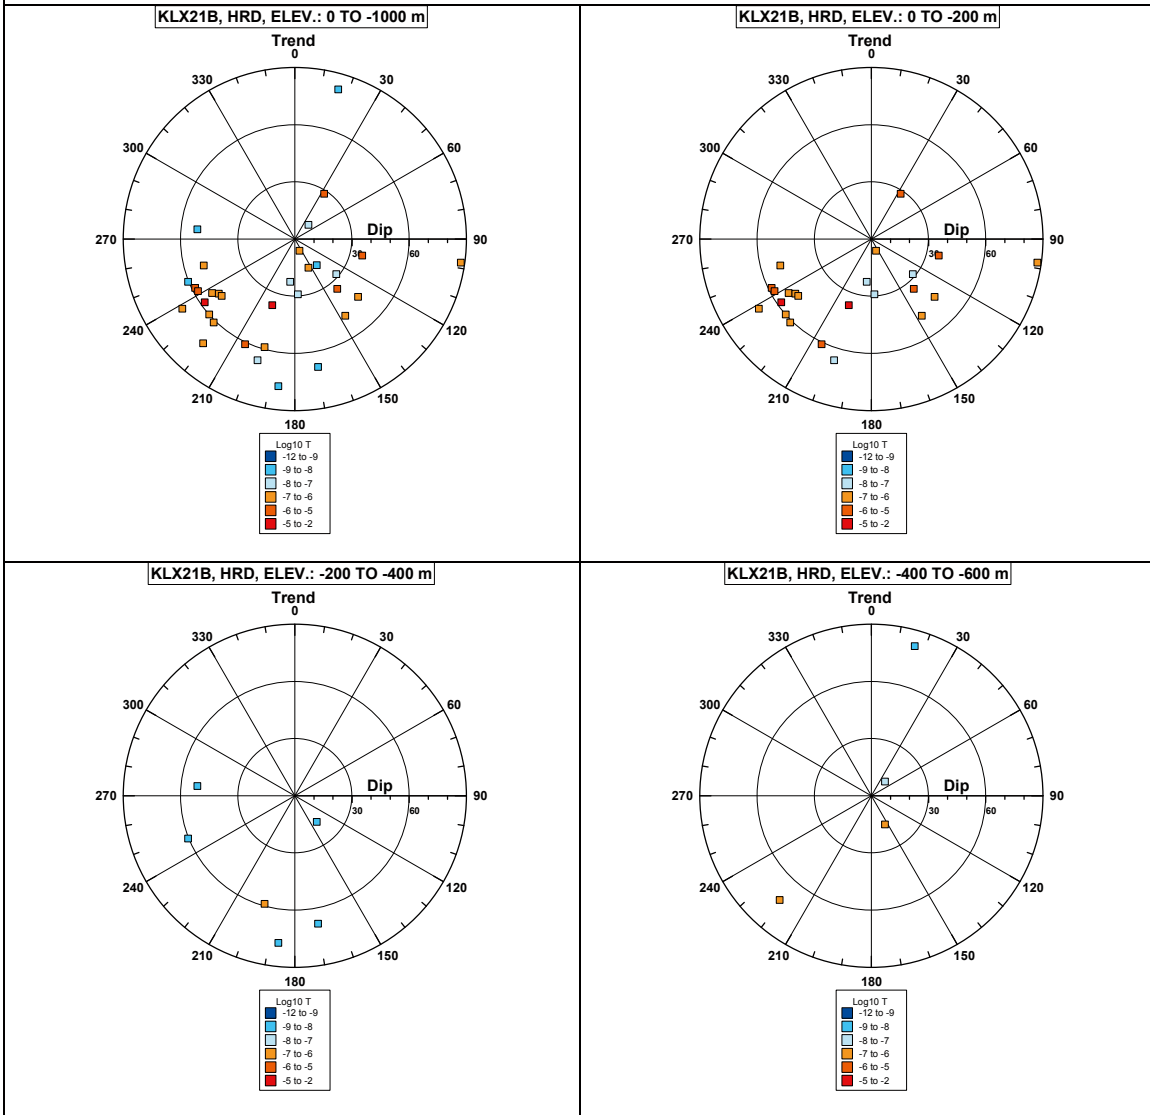 KLX21B, HRD, ELEV.: 0 TO -1000 m
Trend
0
330 30
300 60
Dip
270 30 60 90
240 120
210 150
180
Log10 T
-12 to -9
-9 to -8
-8 to -7
-7 to -6
-6 to -5
-5 to -2
KLX21B, HRD, ELEV.: 0 TO -200 m
Trend
0
330 30
300 60
Dip
270 30 60 90
240 120
210 150
180
Log10 T
-12 to -9
-9 to -8
-8 to -7
-7 to -6
-6 to -5
-5 to -2
KLX21B, HRD, ELEV.: -200 TO -400 m
Trend
0
330 30
300 60
Dip
270 30 60 90
240 120
210 150
180
Log10 T
-12 to -9
-9 to -8
-8 to -7
-7 to -6
-6 to -5
-5 to -2
KLX21B, HRD, ELEV.: -400 TO -600 m
Trend
0
330 30
300 60
Dip
270 30 60 90
240 120
210 150
180
Log10 T
-12 to -9
-9 to -8
-8 to -7
-7 to -6
-6 to -5
-5 to -2